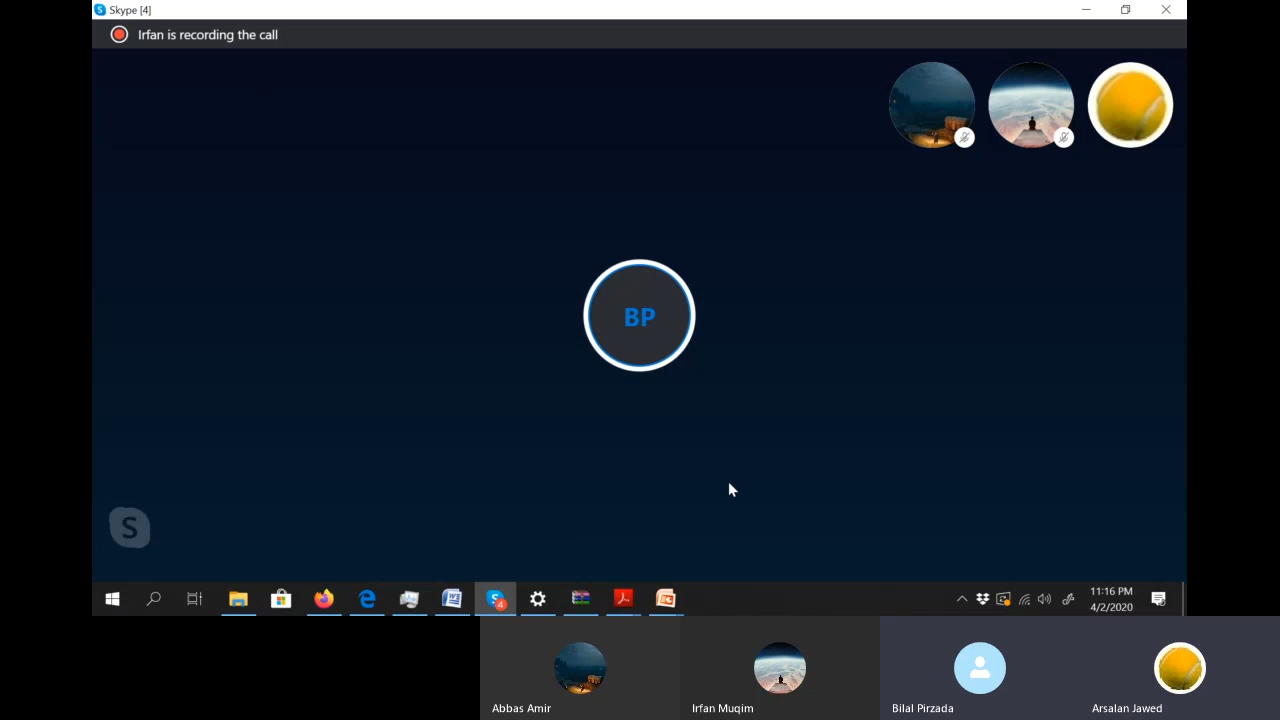 Skype [4]
Irfan is recording the call
BP
S
4
11:16 PM
4/2/2020
Abbas Amir
Irfan Muqim
Bilal Pirzada
Arsalan Jawed